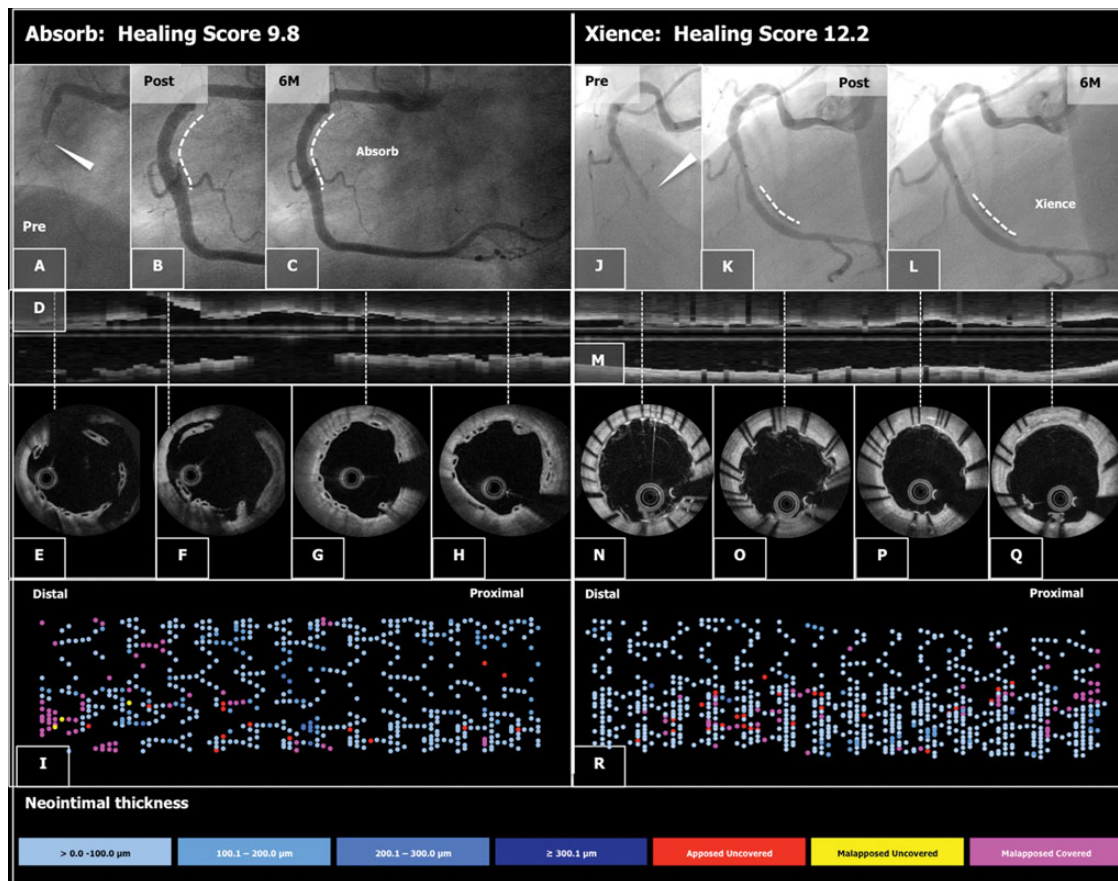 Absorb:  Healing Score 9.8
Pre
A
Post
B
6M
Absorb
C
D
E
F
G
H
Distal
Proximal
I
Xience:  Healing Score 12.2
Pre
J
Post
K
6M
Xience
L
M
N
O
P
Q
Distal
Proximal
R
Neointimal thickness
> 0.0 -100.0 μm
100.1 – 200.0 μm
200.1 – 300.0 μm
≥ 300.1 μm
Apposed Uncovered
Malapposed Uncovered
Malapposed Covered